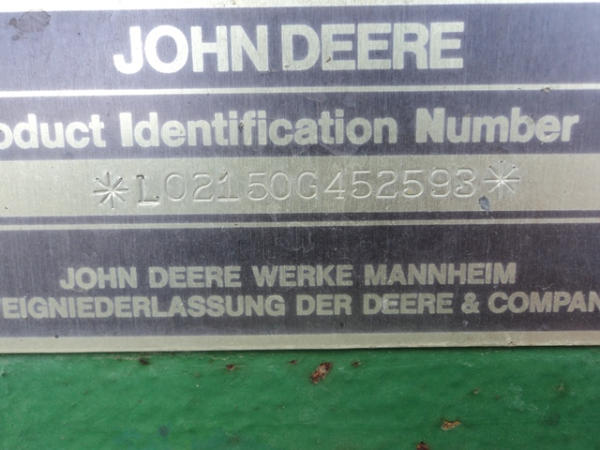 JOHN DEERE
oduct Identification Number
*L02150G452593*
JOHN DEERE WERKE MANNHEIM
EIGNIEDERLASSUNG DER DEERE & COMPAN